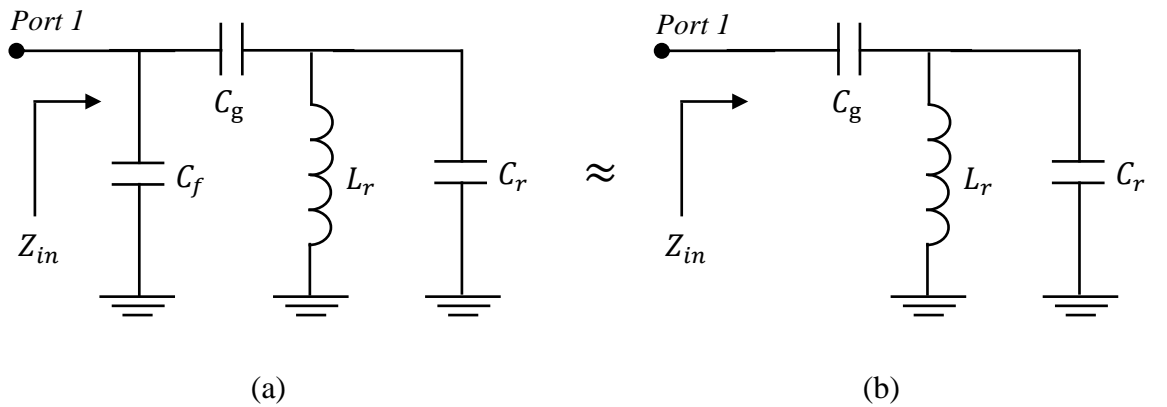 Port 1
C_g
C_f
L_r
C_r
Z_in
(a)
≈
Port 1
C_g
L_r
C_r
Z_in
(b)